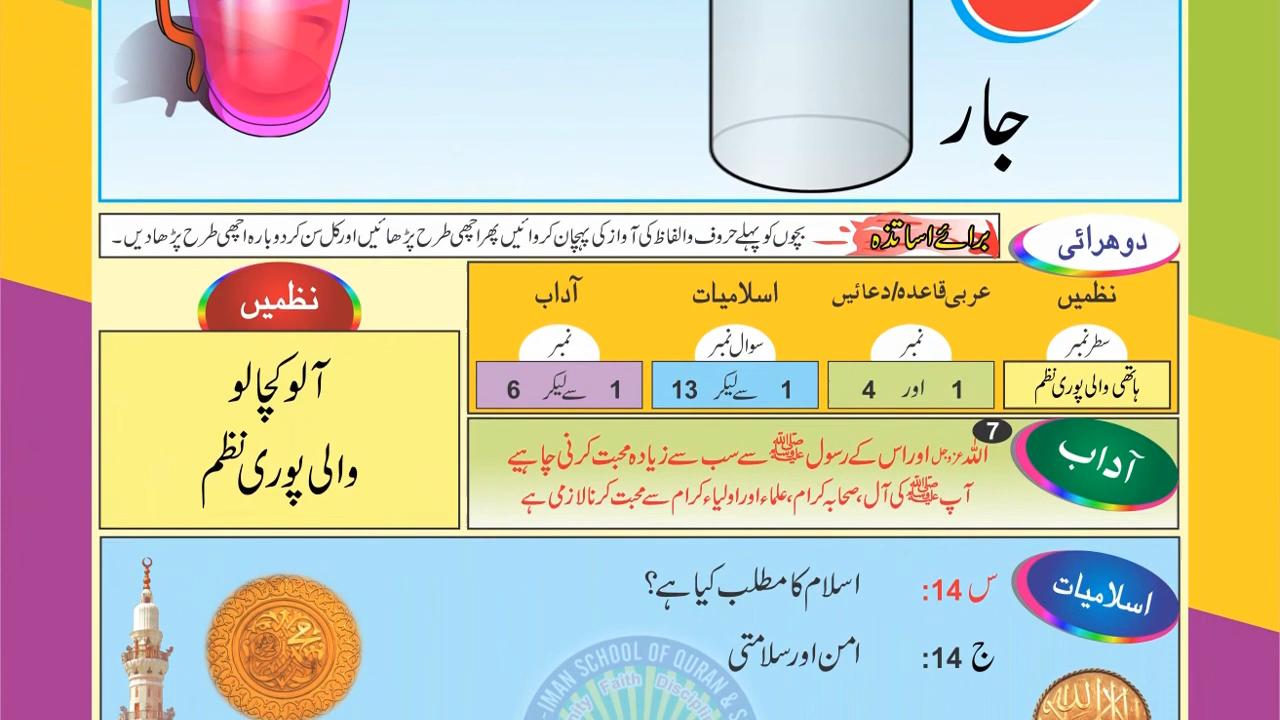 جار
دوھرائی
برائے اساتذہ بچوں کو پہلے حروف والفاظ کی آواز کی پہچان کروائیں پھر اچھی طرح پڑھائیں اور کل سن کر دوبارہ اچھی طرح پڑھا دیں۔
نظمیں عربی قاعدہ/دعائیں اسلامیات آداب
سطر نمبر نمبر سوال نمبر نمبر
ہاتھی والی پوری نظم 1 اور 4 1 سے لیکر 13 1 سے لیکر 6
نظمیں
آلو کچالو
والی پوری نظم
آداب
7
اللہ عزوجل اور اس کے رسول ﷺ سے سب سے زیادہ محبت کرنی چاہیے
آپ ﷺ کی آل، صحابہ کرام، علماء اور اولیاء کرام سے محبت کرنا لازمی ہے
اسلامیات
س 14: اسلام کا مطلب کیا ہے؟
ج 14: امن اور سلامتی
IMAN SCHOOL OF QURAN & S
Faith Discipl